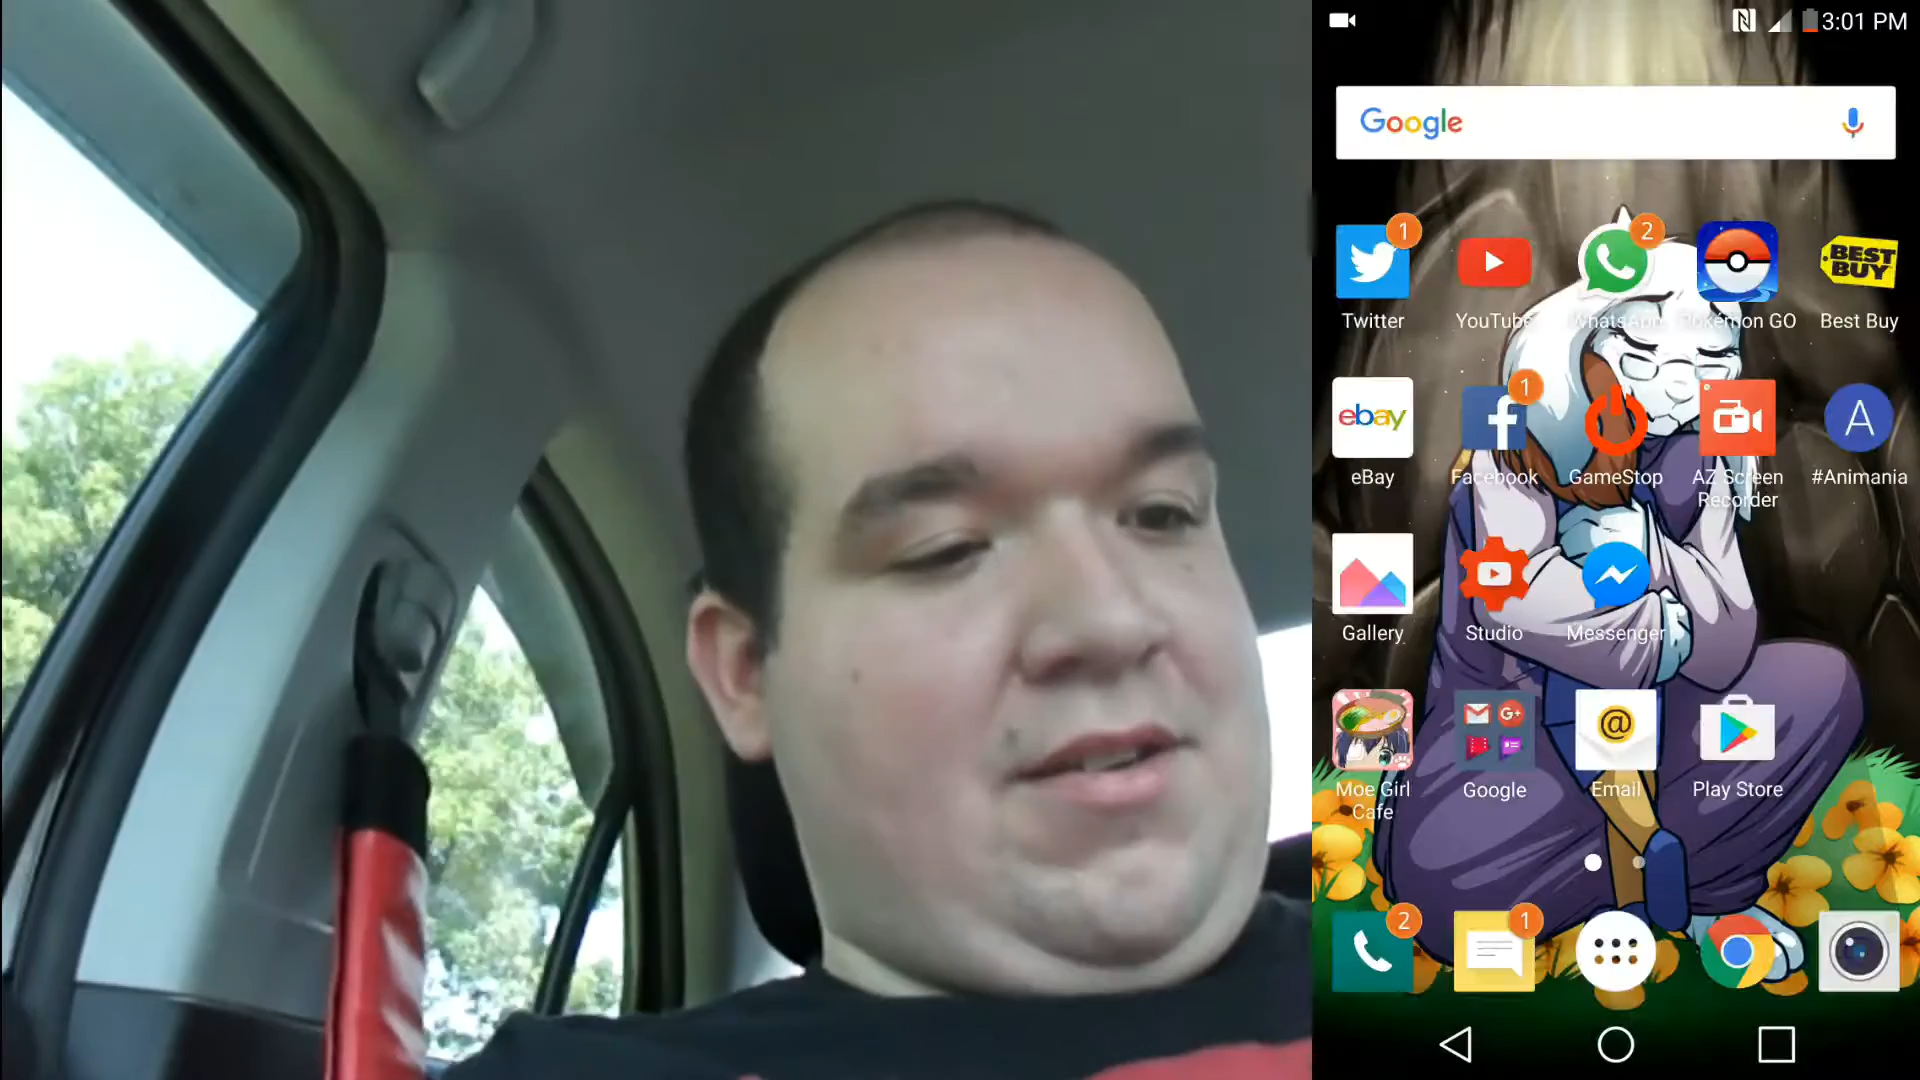 3:01 PM
Google
1
2
BEST BUY
Twitter
YouTube
WhatsApp
Pokémon GO
Best Buy
ebay
1
A
eBay
Facebook
GameStop
AZ Screen Recorder
#Animania
Gallery
Studio
Messenger
G+
@
Moe Girl Cafe
Google
Email
Play Store
2
1